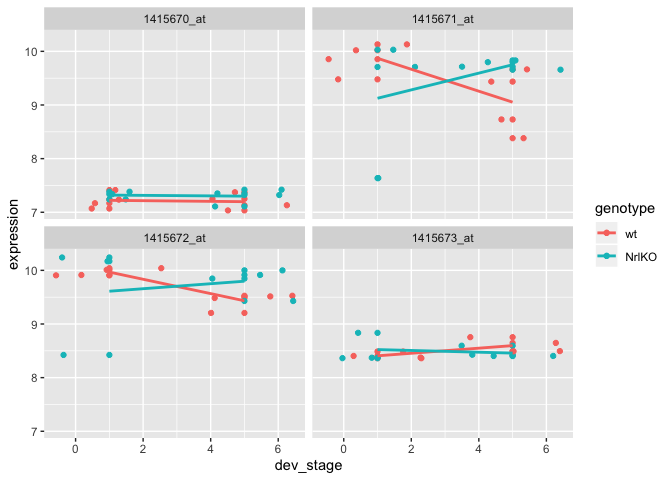 1415670_at 1415671_at
10
9
8
7
expression
genotype
wt
NrlKO
1415672_at 1415673_at
10
9
8
7
0 2 4 6 0 2 4 6
dev_stage